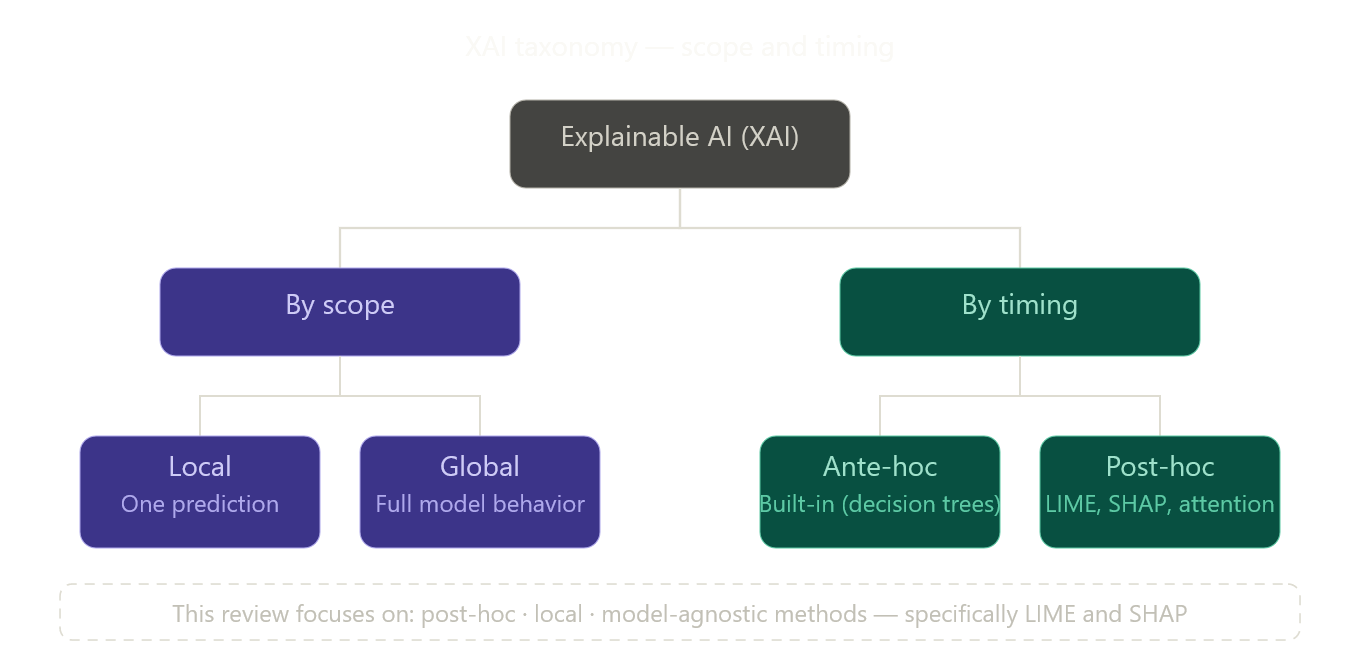 XAI taxonomy — scope and timing
Explainable AI (XAI)
By scope
By timing
Local
One prediction
Global
Full model behavior
Ante-hoc
Built-in (decision trees)
Post-hoc
LIME, SHAP, attention
This review focuses on: post-hoc · local · model-agnostic methods — specifically LIME and SHAP